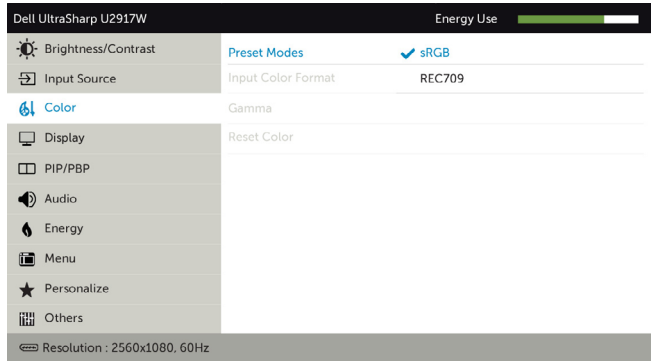 Dell UltraSharp U2917W Energy Use
Brightness/Contrast Preset Modes sRGB
Input Source Input Color Format REC709
Color Gamma
Display Reset Color
PIP/PBP
Audio
Energy
Menu
Personalize
Others
Resolution : 2560x1080, 60Hz